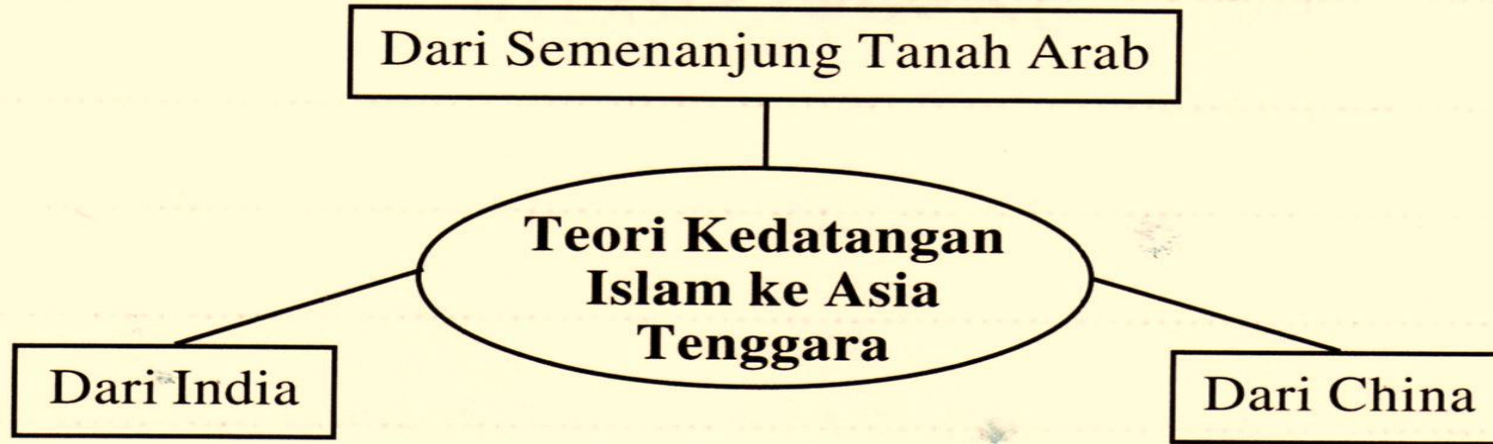 Dari Semenanjung Tanah Arab
Teori Kedatangan
Islam ke Asia
Tenggara
Dari India
Dari China